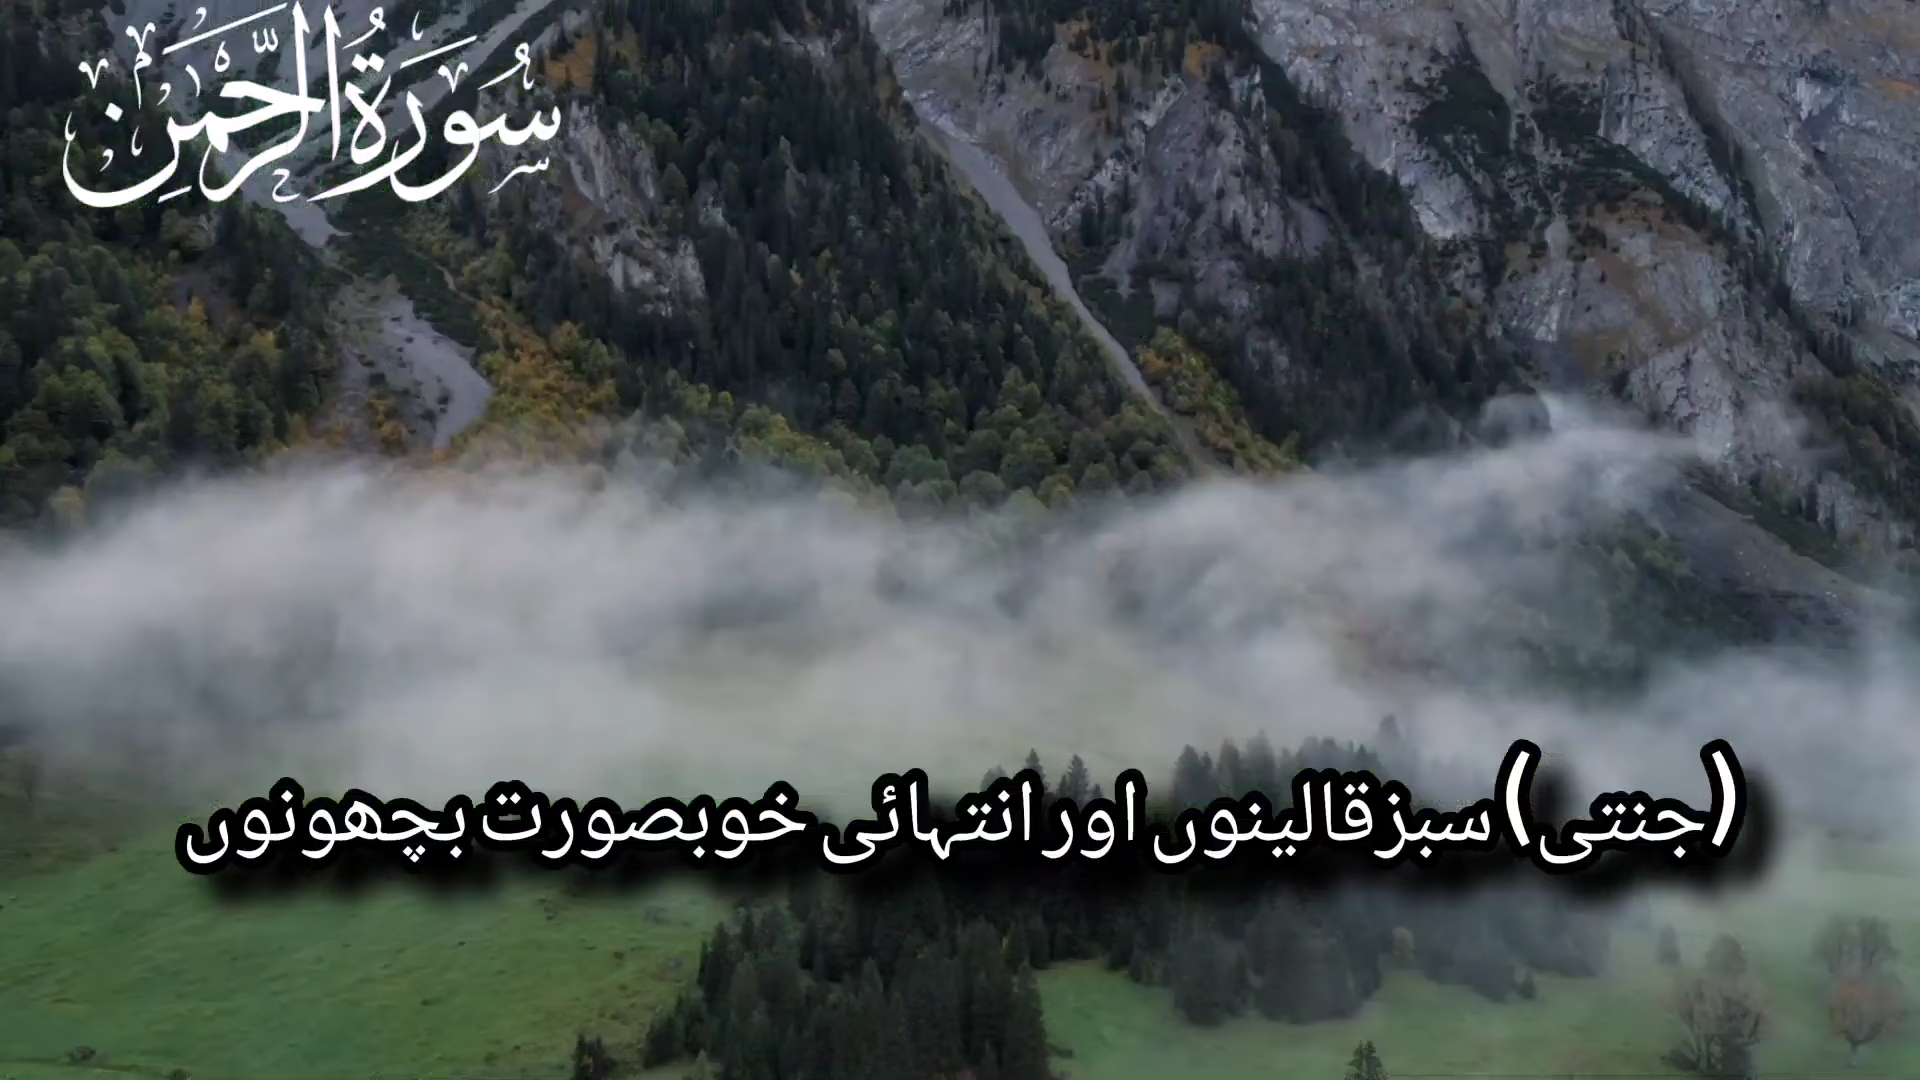 سُورَةُ الرَّحْمٰنِ
(جنتی) سبز قالینوں اور انتہائی خوبصورت بچھونوں